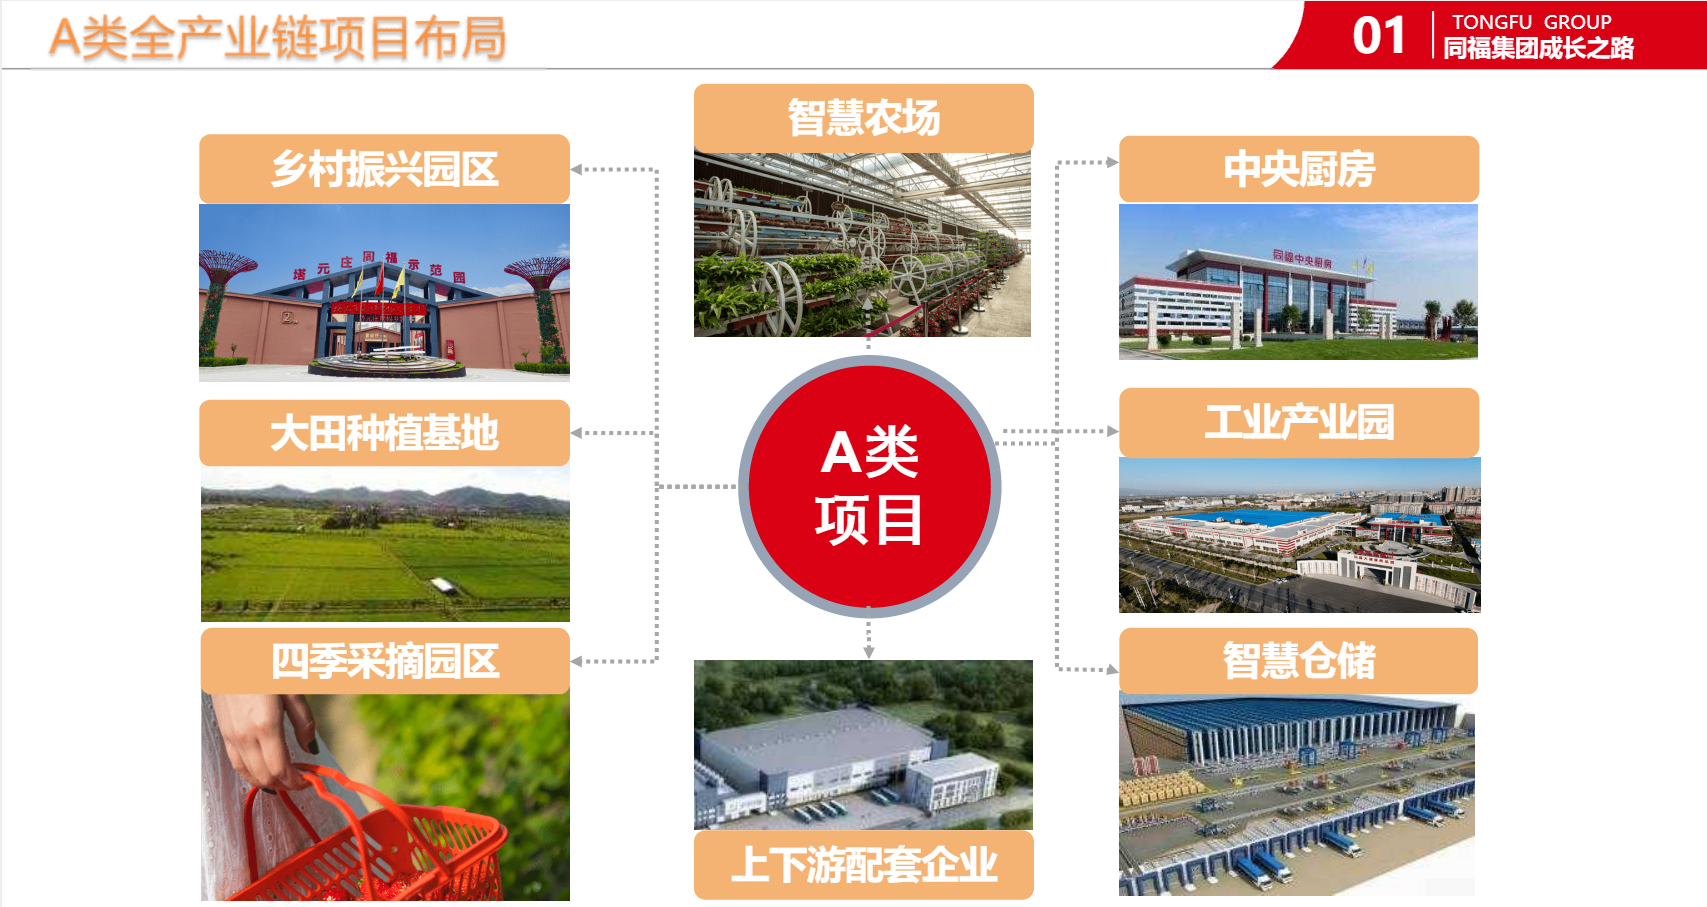 A类全产业链项目布局
01
TONGFU GROUP
同福集团成长之路
智慧农场
乡村振兴园区
中央厨房
塔元庄同福示范园
同福中央厨房
大田种植基地
工业产业园
A类
项目
四季采摘园区
智慧仓储
上下游配套企业